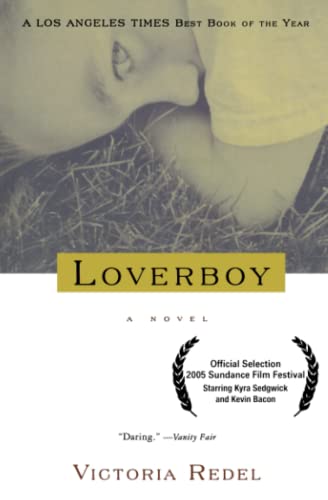 A LOS ANGELES TIMES BEST BOOK OF THE YEAR
LOVERBOY
A NOVEL
Official Selection
2005 Sundance Film Festival
Starring Kyra Sedgwick
and Kevin Bacon
"Daring." —Vanity Fair
VICTORIA REDEL